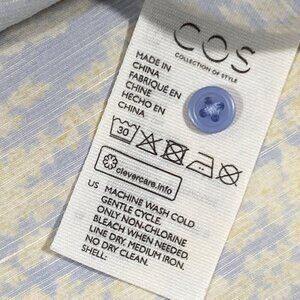 COS
COLLECTION OF STYLE
MADE IN
CHINA
FABRIQUÉ EN
CHINE
HECHO EN
CHINA
30
clevercare.info
US MACHINE WASH COLD
GENTLE CYCLE.
ONLY NON-CHLORINE
BLEACH WHEN NEEDED.
LINE DRY. MEDIUM IRON.
NO DRY CLEAN.
SHELL: